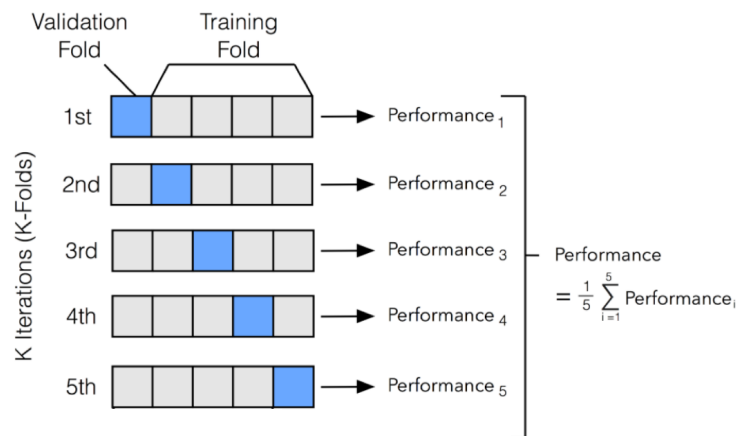 Validation
Fold
Training
Fold
K Iterations (K-Folds)
1st
Performance 1
2nd
Performance 2
3rd
Performance 3
4th
Performance 4
5th
Performance 5
Performance
= 1/5 5∑i=1 Performance i